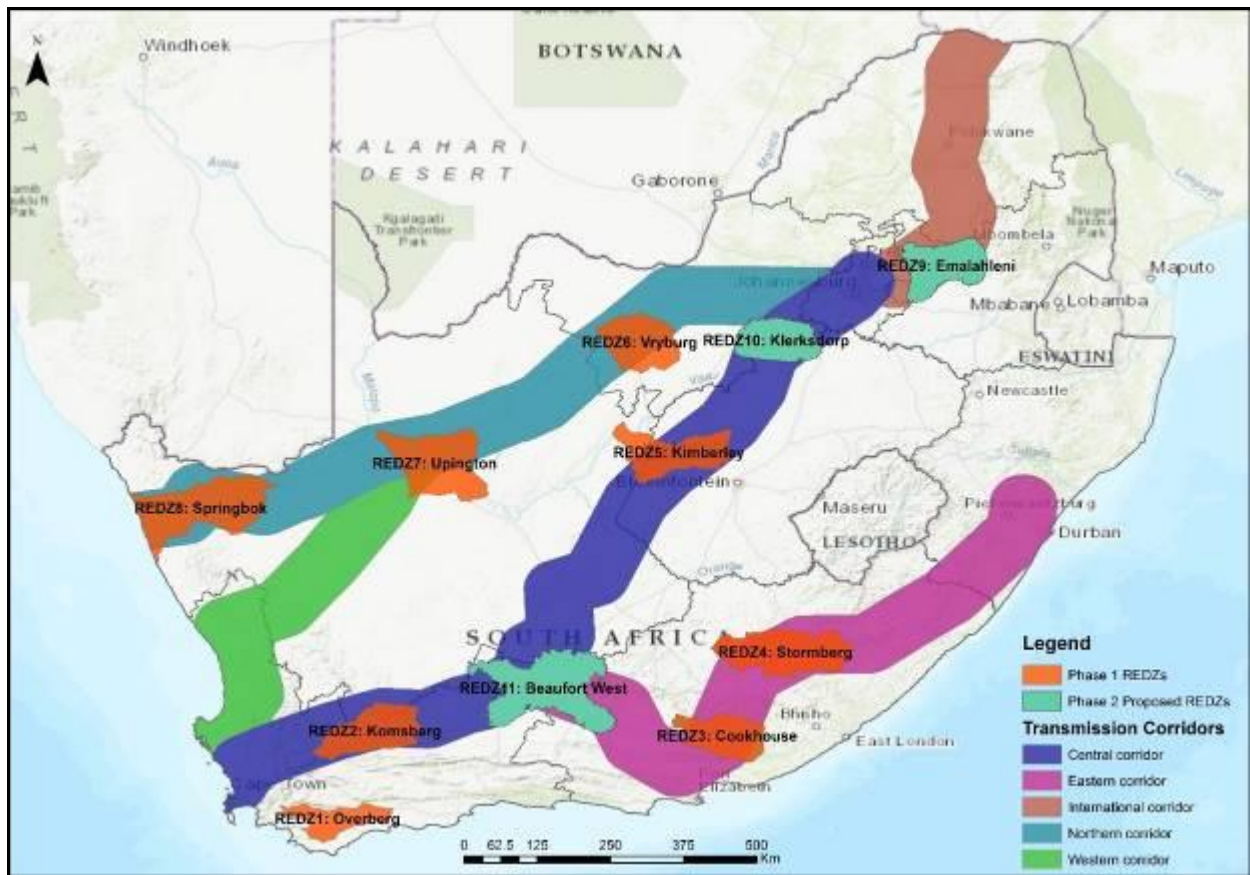 N
Windhoek
BOTSWANA
KALAHARI
DESERT
Gaborone
Kgalagadi
Transfrontier
Park
Mbombela
National
Park
Limpopo
Maputo
REDZ9: Emalahleni
Johannesburg
Mbabane
Lobamba
REDZ6: Vryburg
REDZ10: Klerksdorp
ESWATINI
Newcastle
Molopo
Vaal
REDZ7: Upington
REDZ5: Kimberley
Bloemfontein
REDZ8: Springbok
Maseru
LESOTHO
Pietermaritzburg
Durban
Orange
SOUTH AFRICA
REDZ4: Stormberg
REDZ11: Beaufort West
REDZ2: Komsberg
REDZ3: Cookhouse
Bhisho
East London
Port
Elizabeth
Cape Town
REDZ1: Overberg
0 62.5 125 250 375 500
Km
Legend
Phase 1 REDZs
Phase 2 Proposed REDZs
Transmission Corridors
Central corridor
Eastern corridor
International corridor
Northern corridor
Western corridor